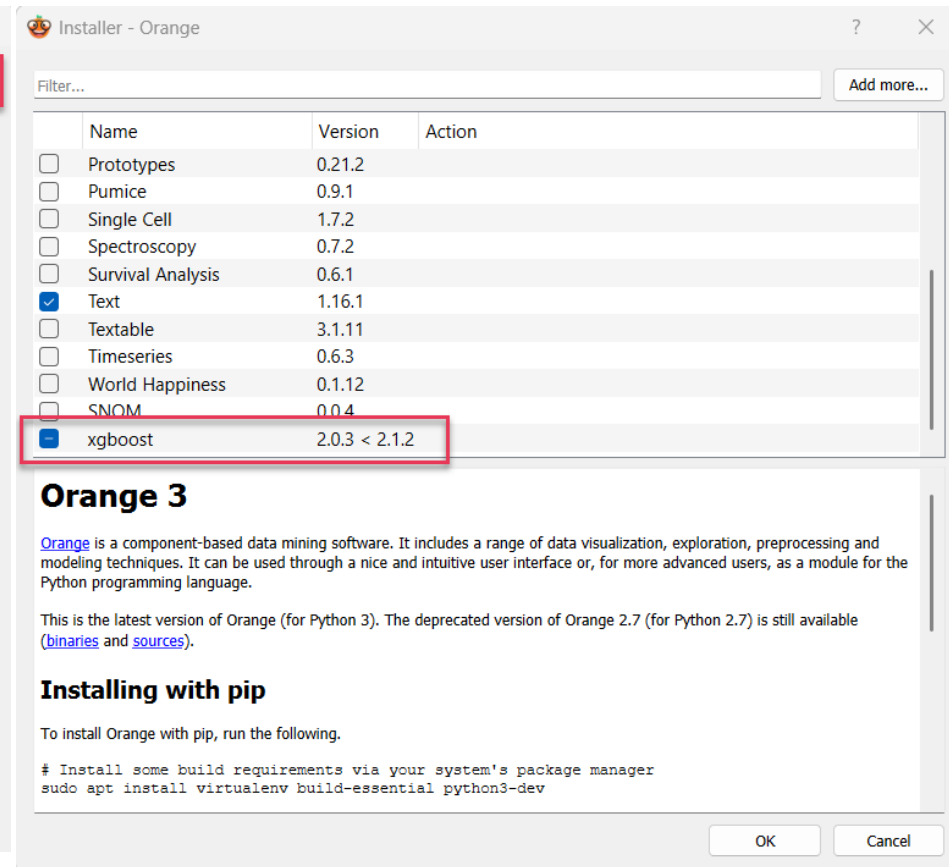 Installer - Orange
?
Filter...
Add more...
Name Version Action
Prototypes 0.21.2
Pumice 0.9.1
Single Cell 1.7.2
Spectroscopy 0.7.2
Survival Analysis 0.6.1
Text 1.16.1
Textable 3.1.11
Timeseries 0.6.3
World Happiness 0.1.12
SNOM 0.0.4
xgboost 2.0.3 < 2.1.2
Orange 3
Orange is a component-based data mining software. It includes a range of data visualization, exploration, preprocessing and
modeling techniques. It can be used through a nice and intuitive user interface or, for more advanced users, as a module for the
Python programming language.
This is the latest version of Orange (for Python 3). The deprecated version of Orange 2.7 (for Python 2.7) is still available
(binaries and sources).
Installing with pip
To install Orange with pip, run the following.
# Install some build requirements via your system's package manager
sudo apt install virtualenv build-essential python3-dev
OK Cancel